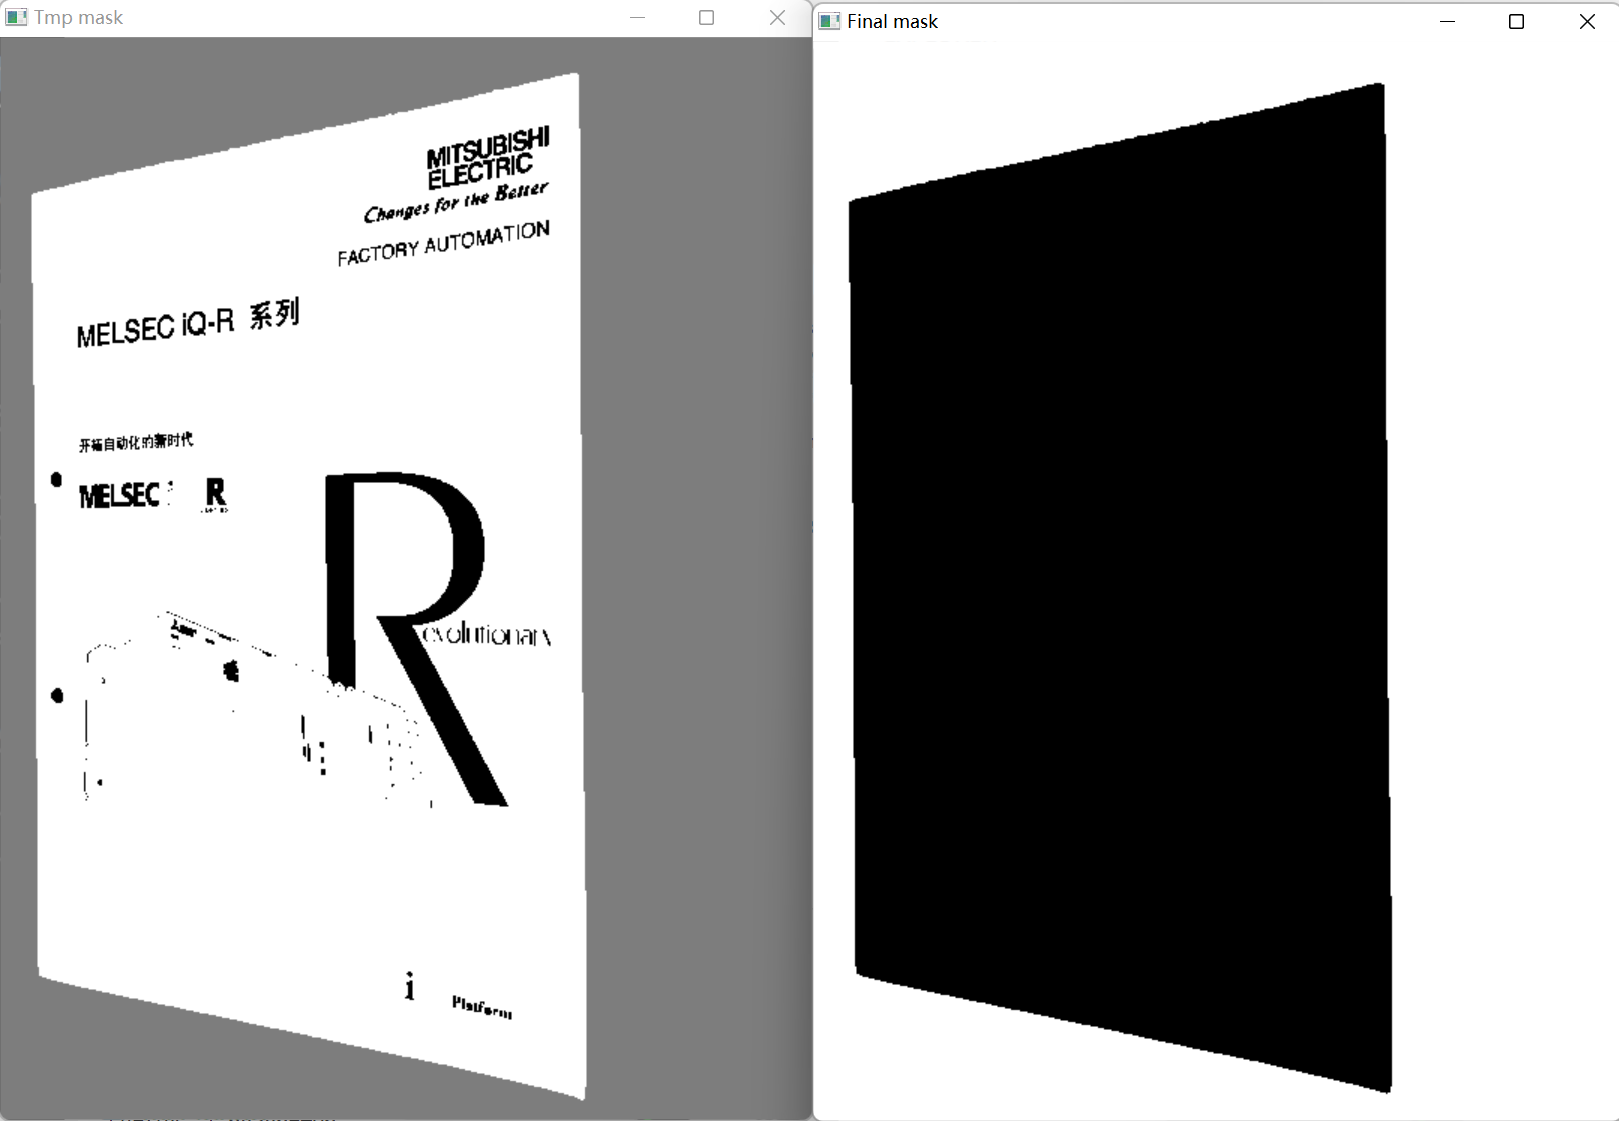 Tmp mask
Final mask
MITSUBISHI
ELECTRIC
Changes for the Better
FACTORY AUTOMATION
MELSEC iQ-R 系列
开拓自动化的新时代
MELSEC i R
Revolutionary
i Platform